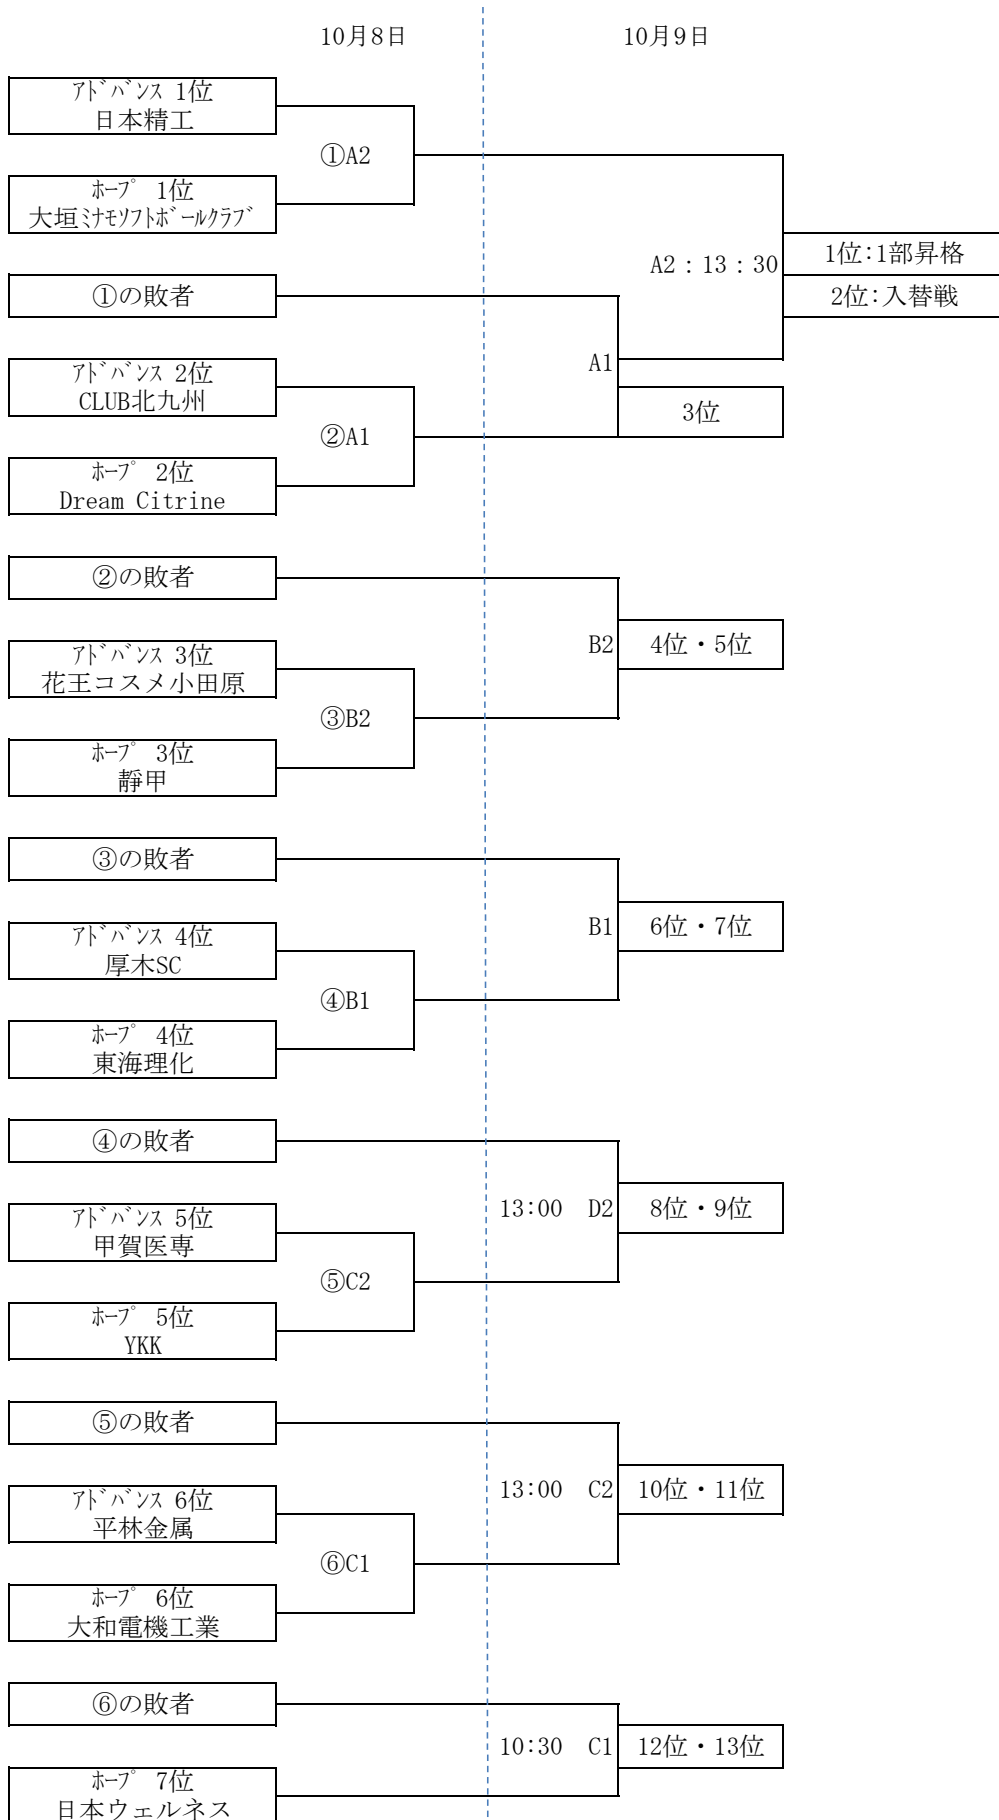 10月8日
10月9日
ｱﾄﾞﾊﾞﾝｽ 1位
日本精工
①A2
ﾎｰﾌﾟ 1位
大垣ﾐﾅﾓｿﾌﾄﾎﾞｰﾙｸﾗﾌﾞ
A2：13：30
1位:1部昇格
2位:入替戦
①の敗者
A1
3位
ｱﾄﾞﾊﾞﾝｽ 2位
CLUB北九州
②A1
ﾎｰﾌﾟ 2位
Dream Citrine
②の敗者
B2
4位・5位
ｱﾄﾞﾊﾞﾝｽ 3位
花王コスメ小田原
③B2
ﾎｰﾌﾟ 3位
靜甲
③の敗者
B1
6位・7位
ｱﾄﾞﾊﾞﾝｽ 4位
厚木SC
④B1
ﾎｰﾌﾟ 4位
東海理化
④の敗者
13:00 D2
8位・9位
ｱﾄﾞﾊﾞﾝｽ 5位
甲賀医専
⑤C2
ﾎｰﾌﾟ 5位
YKK
⑤の敗者
13:00 C2
10位・11位
ｱﾄﾞﾊﾞﾝｽ 6位
平林金属
⑥C1
ﾎｰﾌﾟ 6位
大和電機工業
⑥の敗者
10:30 C1
12位・13位
ﾎｰﾌﾟ 7位
日本ウェルネス